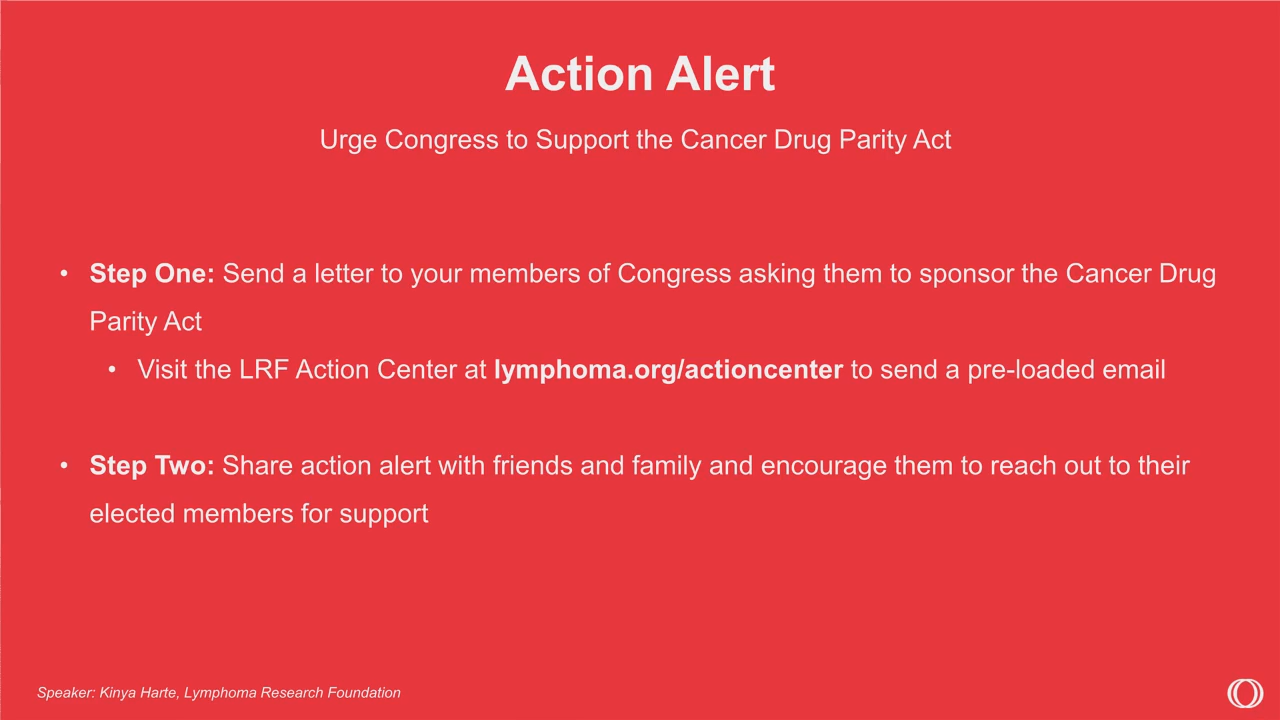 Action Alert
Urge Congress to Support the Cancer Drug Parity Act
• Step One: Send a letter to your members of Congress asking them to sponsor the Cancer Drug
Parity Act
• Visit the LRF Action Center at lymphoma.org/actioncenter to send a pre-loaded email
• Step Two: Share action alert with friends and family and encourage them to reach out to their
elected members for support
Speaker: Kinya Harte, Lymphoma Research Foundation